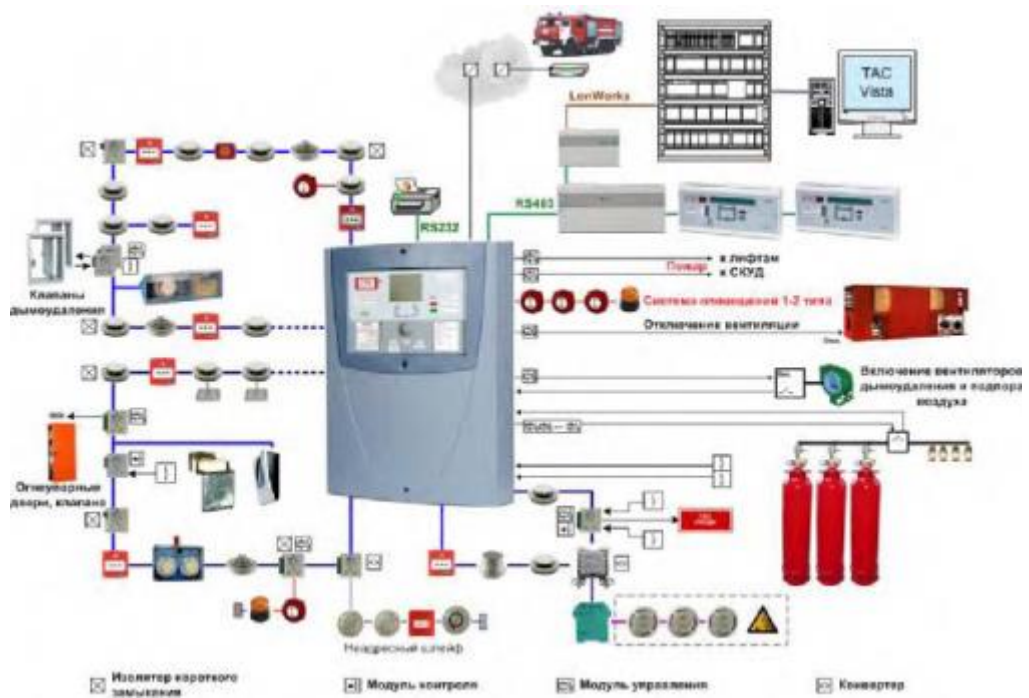 TAC
Vista
LonWorks
RS485
RS232
к лифтам
Пожар
к СКУД
Клапаны
дымоудаления
Система оповещения 1-2 типа
Отключение вентиляции
Включение вентиляторов
дымоудаления и подпора
воздуха
Огнеупорные
двери, клапана
Неадресный шлейф
Изолятор короткого
замыкания
Модуль контроля
Модуль управления
Конвертер